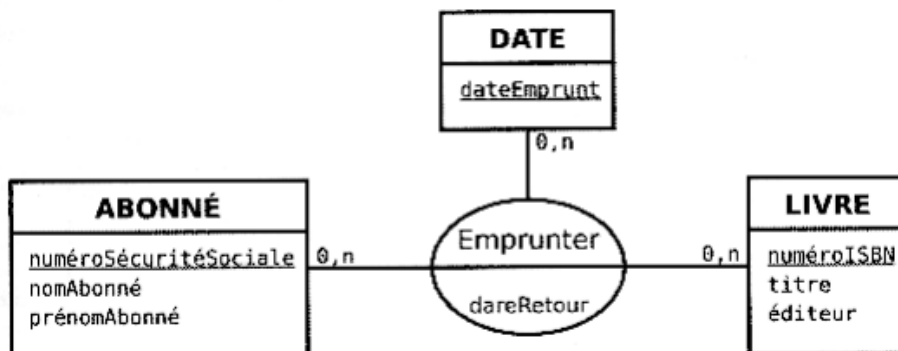 DATE
dateEmprunt
0,n
ABONNÉ
numéroSécuritéSociale
nomAbonné
prénomAbonné
0,n
Emprunter
dareRetour
0,n
LIVRE
numéroISBN
titre
éditeur